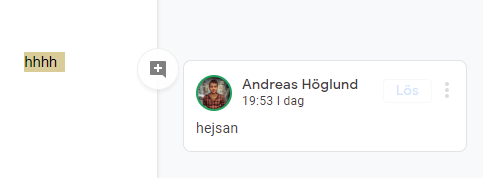 hhhh
Andreas Höglund
Lös
19:53 I dag
hejsan